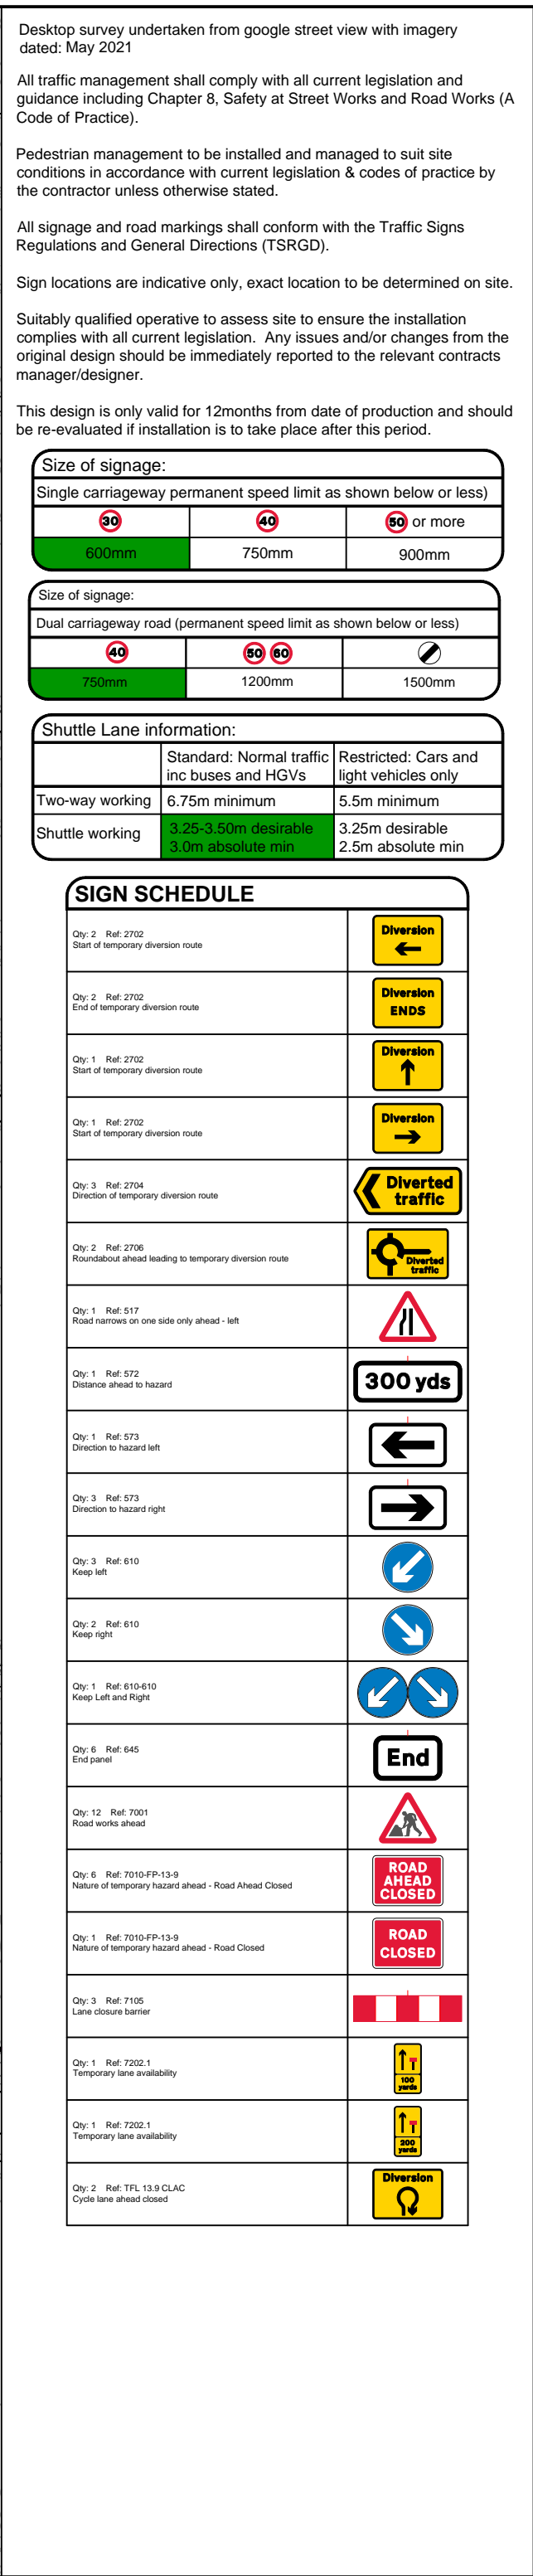 Desktop survey undertaken from google street view with imagery
dated: May 2021
All traffic management shall comply with all current legislation and
guidance including Chapter 8, Safety at Street Works and Road Works (A
Code of Practice).
Pedestrian management to be installed and managed to suit site
conditions in accordance with current legislation & codes of practice by
the contractor unless otherwise stated.
All signage and road markings shall conform with the Traffic Signs
Regulations and General Directions (TSRGD).
Sign locations are indicative only, exact location to be determined on site.
Suitably qualified operative to assess site to ensure the installation
complies with all current legislation.  Any issues and/or changes from the
original design should be immediately reported to the relevant contracts
manager/designer.
This design is only valid for 12months from date of production and should
be re-evaluated if installation is to take place after this period.
Size of signage:
Single carriageway permanent speed limit as shown below or less)
30 40 50 or more
600mm 750mm 900mm
Size of signage:
Dual carriageway road (permanent speed limit as shown below or less)
40 50 60
750mm 1200mm 1500mm
Shuttle Lane information:
Standard: Normal traffic Restricted: Cars and
inc buses and HGVs light vehicles only
Two-way working 6.75m minimum 5.5m minimum
Shuttle working 3.25-3.50m desirable 3.25m desirable
3.0m absolute min 2.5m absolute min
SIGN SCHEDULE
Qty: 2 Ref: 2702
Start of temporary diversion route
Diversion
Qty: 2 Ref: 2702
End of temporary diversion route
Diversion
ENDS
Qty: 1 Ref: 2702
Start of temporary diversion route
Diversion
Qty: 1 Ref: 2702
Start of temporary diversion route
Diversion
Qty: 3 Ref: 2704
Direction of temporary diversion route
Diverted
traffic
Qty: 2 Ref: 2706
Roundabout ahead leading to temporary diversion route
Diverted
traffic
Qty: 1 Ref: 517
Road narrows on one side only ahead - left
Qty: 1 Ref: 572
Distance ahead to hazard
300 yds
Qty: 1 Ref: 573
Direction to hazard left
Qty: 3 Ref: 573
Direction to hazard right
Qty: 3 Ref: 610
Keep left
Qty: 2 Ref: 610
Keep right
Qty: 1 Ref: 610-610
Keep Left and Right
Qty: 6 Ref: 645
End panel
End
Qty: 12 Ref: 7001
Road works ahead
Qty: 6 Ref: 7010-FP-13-9
Nature of temporary hazard ahead - Road Ahead Closed
ROAD
AHEAD
CLOSED
Qty: 1 Ref: 7010-FP-13-9
Nature of temporary hazard ahead - Road Closed
ROAD
CLOSED
Qty: 3 Ref: 7105
Lane closure barrier
Qty: 1 Ref: 7202.1
Temporary lane availability
100
yards
Qty: 1 Ref: 7202.1
Temporary lane availability
200
yards
Qty: 2 Ref: TFL 13.9 CLAC
Cycle lane ahead closed
Diversion